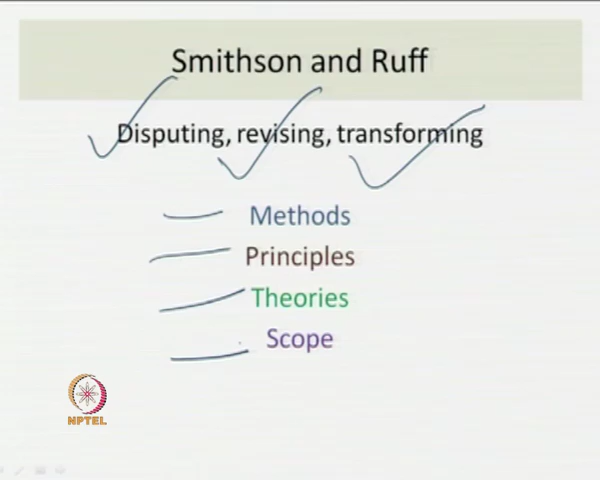 Smithson and Ruff
Disputing, revising, transforming
Methods
Principles
Theories
Scope
NPTEL